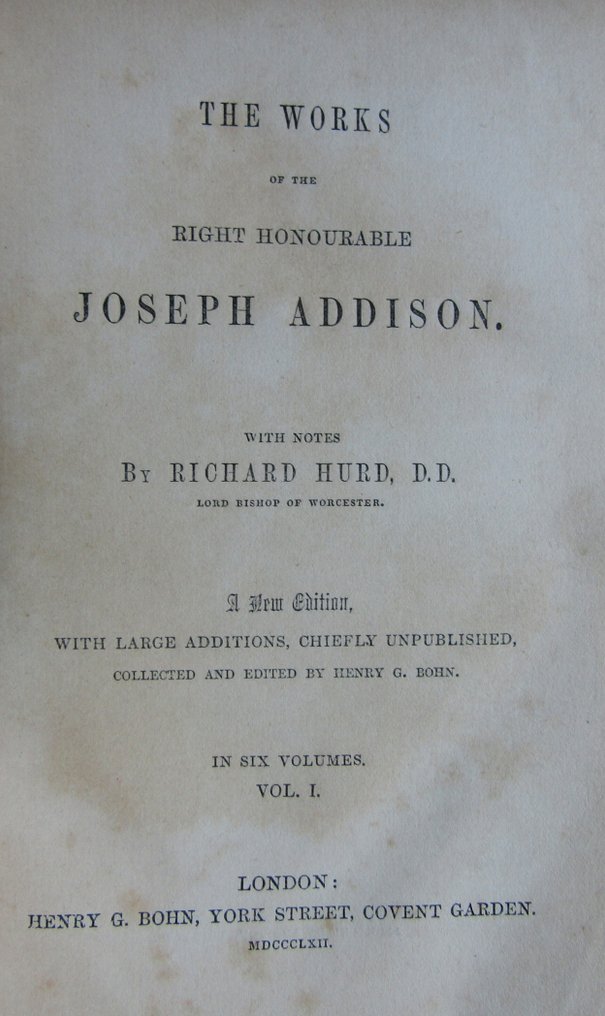 THE WORKS
OF THE
RIGHT HONOURABLE
JOSEPH ADDISON.
WITH NOTES
BY RICHARD HURD, D.D.
LORD BISHOP OF WORCESTER.
A New Edition,
WITH LARGE ADDITIONS, CHIEFLY UNPUBLISHED,
COLLECTED AND EDITED BY HENRY G. BOHN.
IN SIX VOLUMES.
VOL. I.
LONDON:
HENRY G. BOHN, YORK STREET, COVENT GARDEN.
MDCCCLXII.